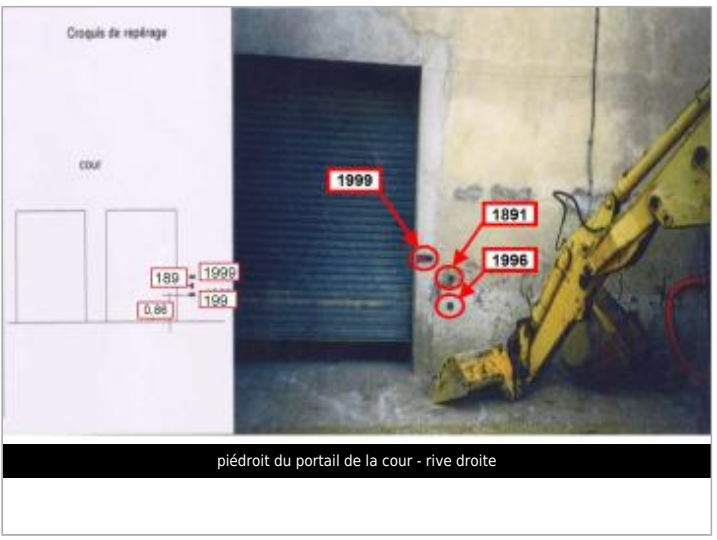 Croquis de repérage
cour
1999
1891
1996
189
1999
199
0.86
piédroit du portail de la cour - rive droite